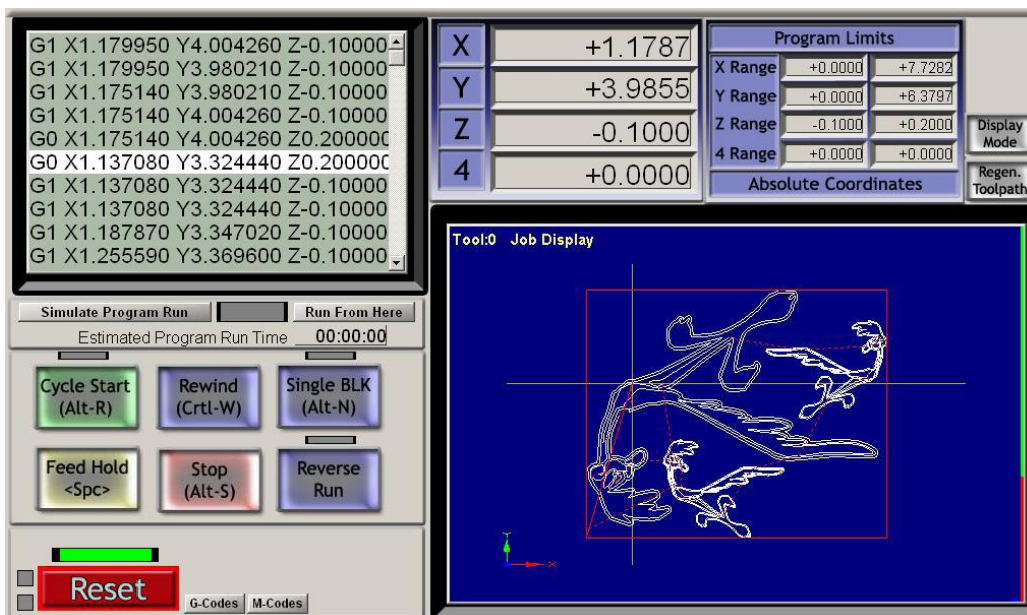 G1 X1.179950 Y4.004260 Z-0.10000
G1 X1.179950 Y3.980210 Z-0.10000
G1 X1.175140 Y3.980210 Z-0.10000
G1 X1.175140 Y4.004260 Z-0.10000
G0 X1.175140 Y4.004260 Z0.200000
G0 X1.137080 Y3.324440 Z0.200000
G1 X1.137080 Y3.324440 Z-0.10000
G1 X1.137080 Y3.324440 Z-0.10000
G1 X1.187870 Y3.347020 Z-0.10000
G1 X1.255590 Y3.369600 Z-0.10000
Simulate Program Run
Run From Here
Estimated Program Run Time 00:00:00
Cycle Start
(Alt-R)
Rewind
(Crtl-W)
Single BLK
(Alt-N)
Feed Hold
<Spc>
Stop
(Alt-S)
Reverse
Run
Reset
G-Codes
M-Codes
X +1.1787
Y +3.9855
Z -0.1000
4 +0.0000
Program Limits
X Range +0.0000 +7.7282
Y Range +0.0000 +6.3797
Z Range -0.1000 +0.2000
4 Range +0.0000 +0.0000
Absolute Coordinates
Display
Mode
Regen.
Toolpath
Tool:0 Job Display
Y
X